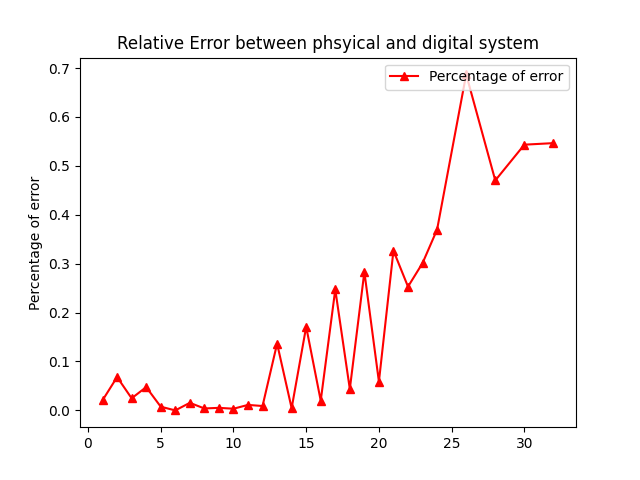 Relative Error between phsyical and digital system
Percentage of error
Percentage of error
0.7
0.6
0.5
0.4
0.3
0.2
0.1
0.0
0 5 10 15 20 25 30